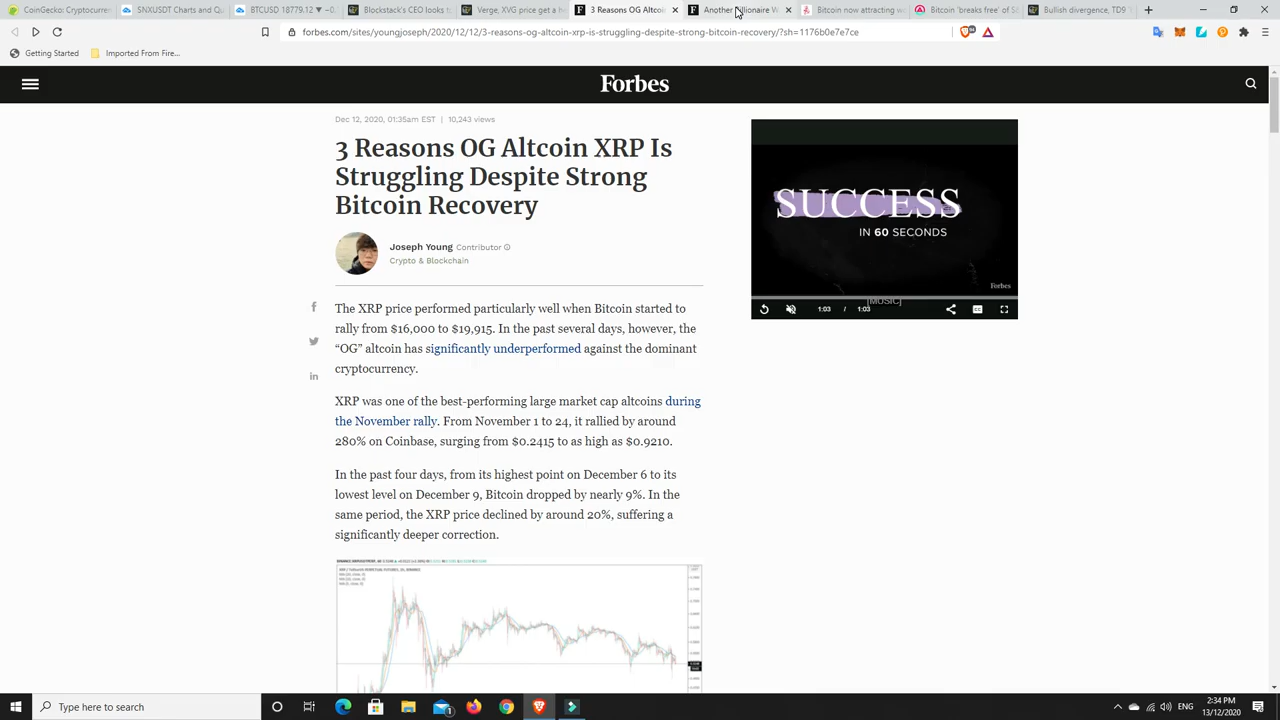 CoinGecko: Cryptocurren
SNXUSDT Charts and Qu
BTCUSD 18779.12 ▼ −0.
Blockstack's CEO looks to
Verge, XVG price get a h
3 Reasons OG Altcoin
Another Billionaire
Bitcoin now attracting w
Bitcoin "breaks free' of S
Bullish divergence, TD9
forbes.com/sites/youngjoseph/2020/12/12/3-reasons-og-altcoin-xrp-is-struggling-despite-strong-bitcoin-recovery/?sh=1176b0e7e7ce
Getting Started
Imported From Fire...
Forbes
Dec 12, 2020, 01:35am EST | 10,243 views
3 Reasons OG Altcoin XRP Is
Struggling Despite Strong
Bitcoin Recovery
Joseph Young Contributor
Crypto & Blockchain
The XRP price performed particularly well when Bitcoin started to
rally from $16,000 to $19,915. In the past several days, however, the
“OG” altcoin has significantly underperformed against the dominant
cryptocurrency.
XRP was one of the best-performing large market cap altcoins during
the November rally. From November 1 to 24, it rallied by around
280% on Coinbase, surging from $0.2415 to as high as $0.9210.
In the past four days, from its highest point on December 6 to its
lowest level on December 9, Bitcoin dropped by nearly 9%. In the
same period, the XRP price declined by around 20%, suffering a
significantly deeper correction.
SUCCESS
IN 60 SECONDS
Forbes
[MUSIC]
1:03 / 1:03
CC
Type here to search
ENG
2:34 PM
13/12/2020